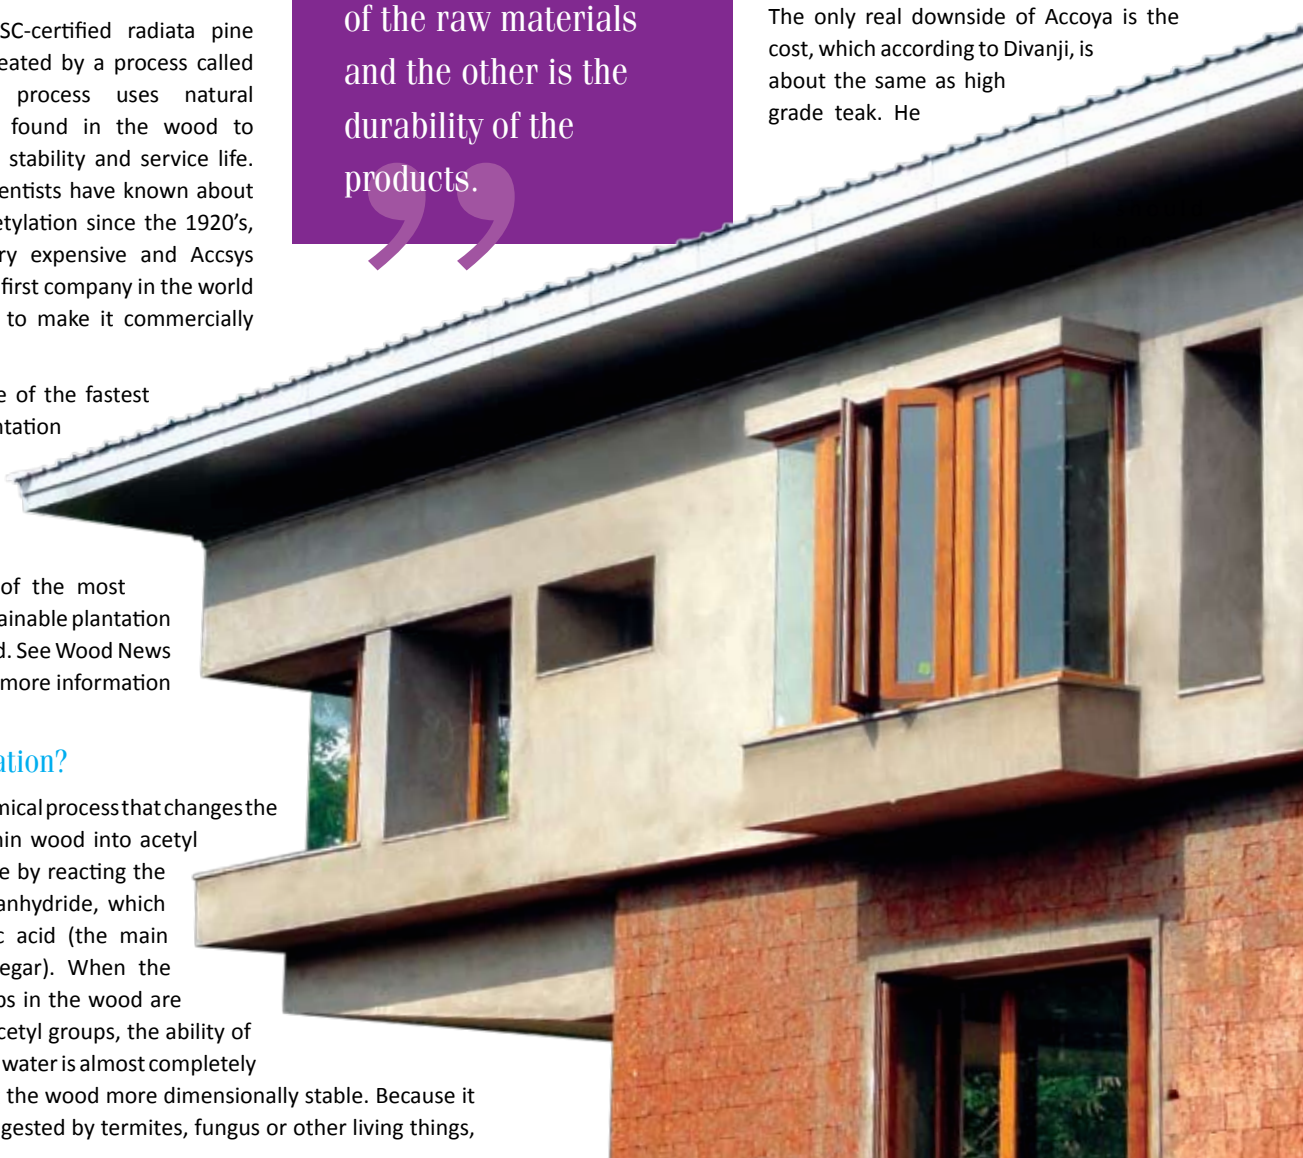 SC-certified radiata pine
eated by a process called
process uses natural
found in the wood to
stability and service life.
entists have known about
etylation since the 1920's,
ry expensive and Accsys
first company in the world
to make it commercially
e of the fastest
ntation
of the most
ainable plantation
d. See Wood News
more information
ation?
mical process that changes the
hin wood into acetyl
e by reacting the
anhydride, which
c acid (the main
egar). When the
ps in the wood are
cetyl groups, the ability of
water is almost completely
the wood more dimensionally stable. Because it
gested by termites, fungus or other living things,
of the raw materials
and the other is the
durability of the
products.
”
The only real downside of Accoya is the
cost, which according to Divanji, is
about the same as high
grade teak. He